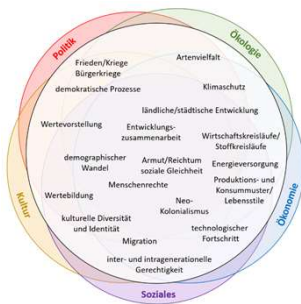 Politik
Ökologie
Frieden/Kriege
Bürgerkriege
Artenvielfalt
demokratische Prozesse
Klimaschutz
ländliche/städtische Entwicklung
Wertevorstellung
Entwicklungs-
zusammenarbeit
Wirtschaftskreisläufe/
Stoffkreisläufe
demographischer
Wandel
Armut/Reichtum
soziale Gleichheit
Energieversorgung
Menschenrechte
Produktions- und
Konsummuster/
Lebensstile
Wertebildung
Neo-
Kolonialismus
kulturelle Diversität
und Identität
technologischer
Fortschritt
Migration
inter- und intragenerationelle
Gerechtigkeit
Kultur
Ökonomie
Soziales